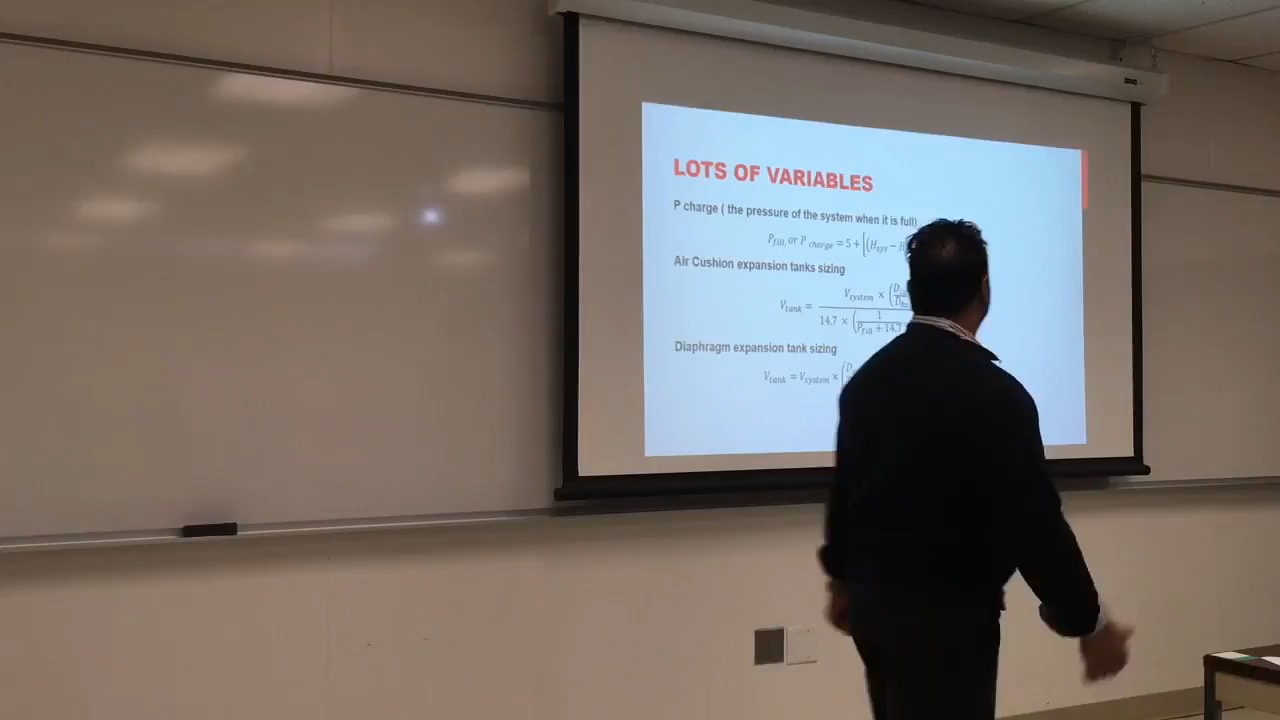 LOTS OF VARIABLES
P charge ( the pressure of the system when it is full)
P_fill, or P_charge = 5 + [(H_sys −
Air Cushion expansion tanks sizing
V_tank = V_system × (
14.7 × (1 / P_fill + 14.7
Diaphragm expansion tank sizing
V_tank = V_system × (